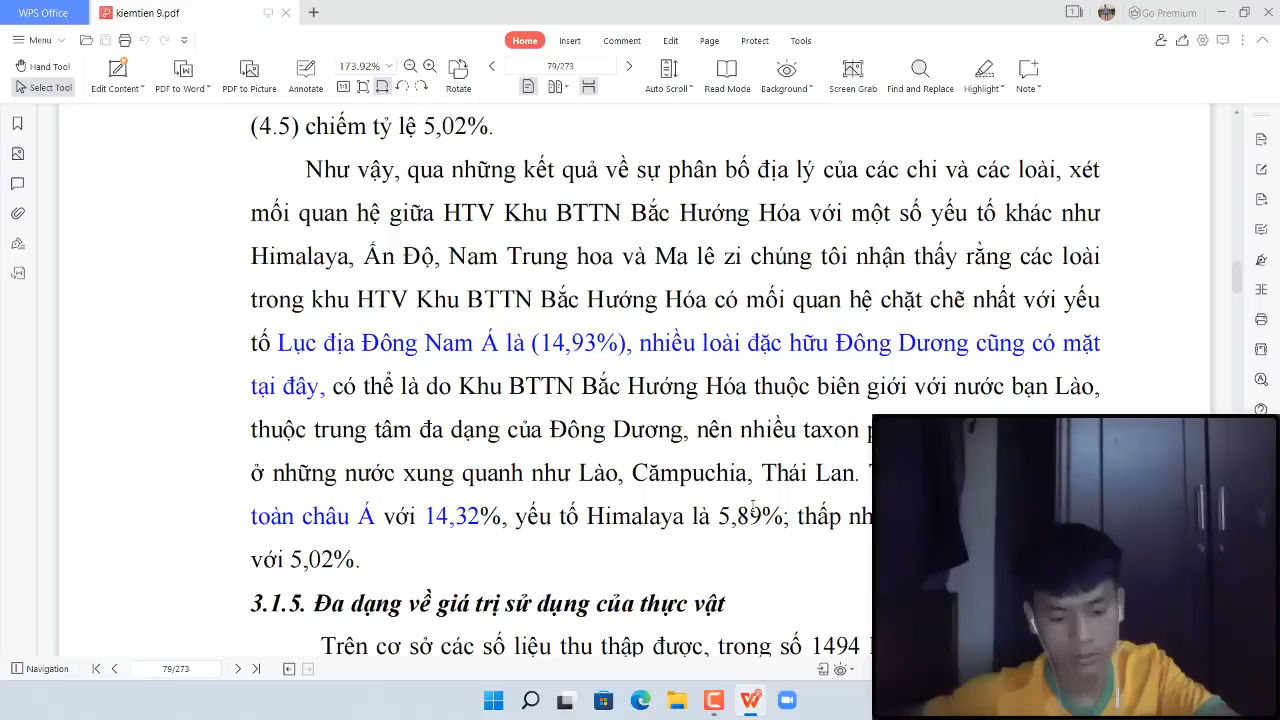 WPS Office
kiemtien 9.pdf
1
Go Premium
Menu
Home
Insert
Comment
Edit
Page
Protect
Tools
Hand Tool
Select Tool
Edit Content
PDF to Word
PDF to Picture
Annotate
173.92%
Rotate
79/273
Auto Scroll
Read Mode
Background
Screen Grab
Find and Replace
Highlight
Note
(4.5) chiếm tỷ lệ 5,02%.
Như vậy, qua những kết quả về sự phân bố địa lý của các chi và các loài, xét
mối quan hệ giữa HTV Khu BTTN Bắc Hướng Hóa với một số yếu tố khác như
Himalaya, Ấn Độ, Nam Trung hoa và Ma lê zi chúng tôi nhận thấy rằng các loài
trong khu HTV Khu BTTN Bắc Hướng Hóa có mối quan hệ chặt chẽ nhất với yếu
tố Lục địa Đông Nam Á là (14,93%), nhiều loài đặc hữu Đông Dương cũng có mặt
tại đây, có thể là do Khu BTTN Bắc Hướng Hóa thuộc biên giới với nước bạn Lào,
thuộc trung tâm đa dạng của Đông Dương, nên nhiều taxon
ở những nước xung quanh như Lào, Cămpuchia, Thái Lan.
toàn châu Á với 14,32%, yếu tố Himalaya là 5,89%; thấp
với 5,02%.
3.1.5. Đa dạng về giá trị sử dụng của thực vật
Trên cơ sở các số liệu thu thập được, trong số 1494
Navigation
79/273